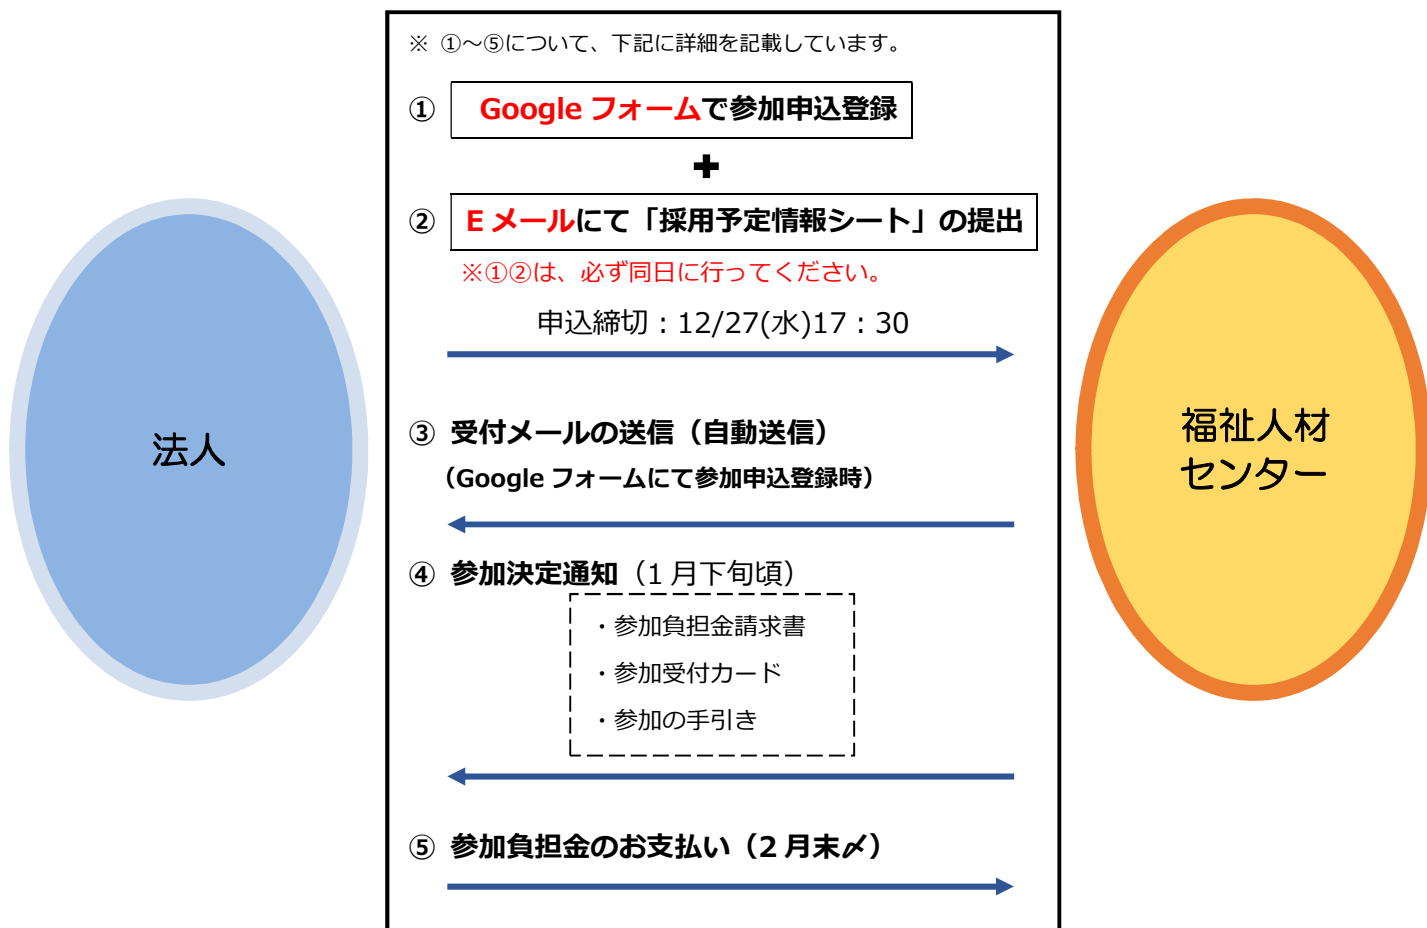 ※ ①～⑤について、下記に詳細を記載しています。
① Google フォームで参加申込登録
+
② E メールにて「採用予定情報シート」の提出
※①②は、必ず同日に行ってください。
申込締切：12/27(水)17：30
法人
福祉人材
センター
③ 受付メールの送信（自動送信）
（Google フォームにて参加申込登録時）
④ 参加決定通知（1 月下旬頃）
・参加負担金請求書
・参加受付カード
・参加の手引き
⑤ 参加負担金のお支払い（2 月末〆）